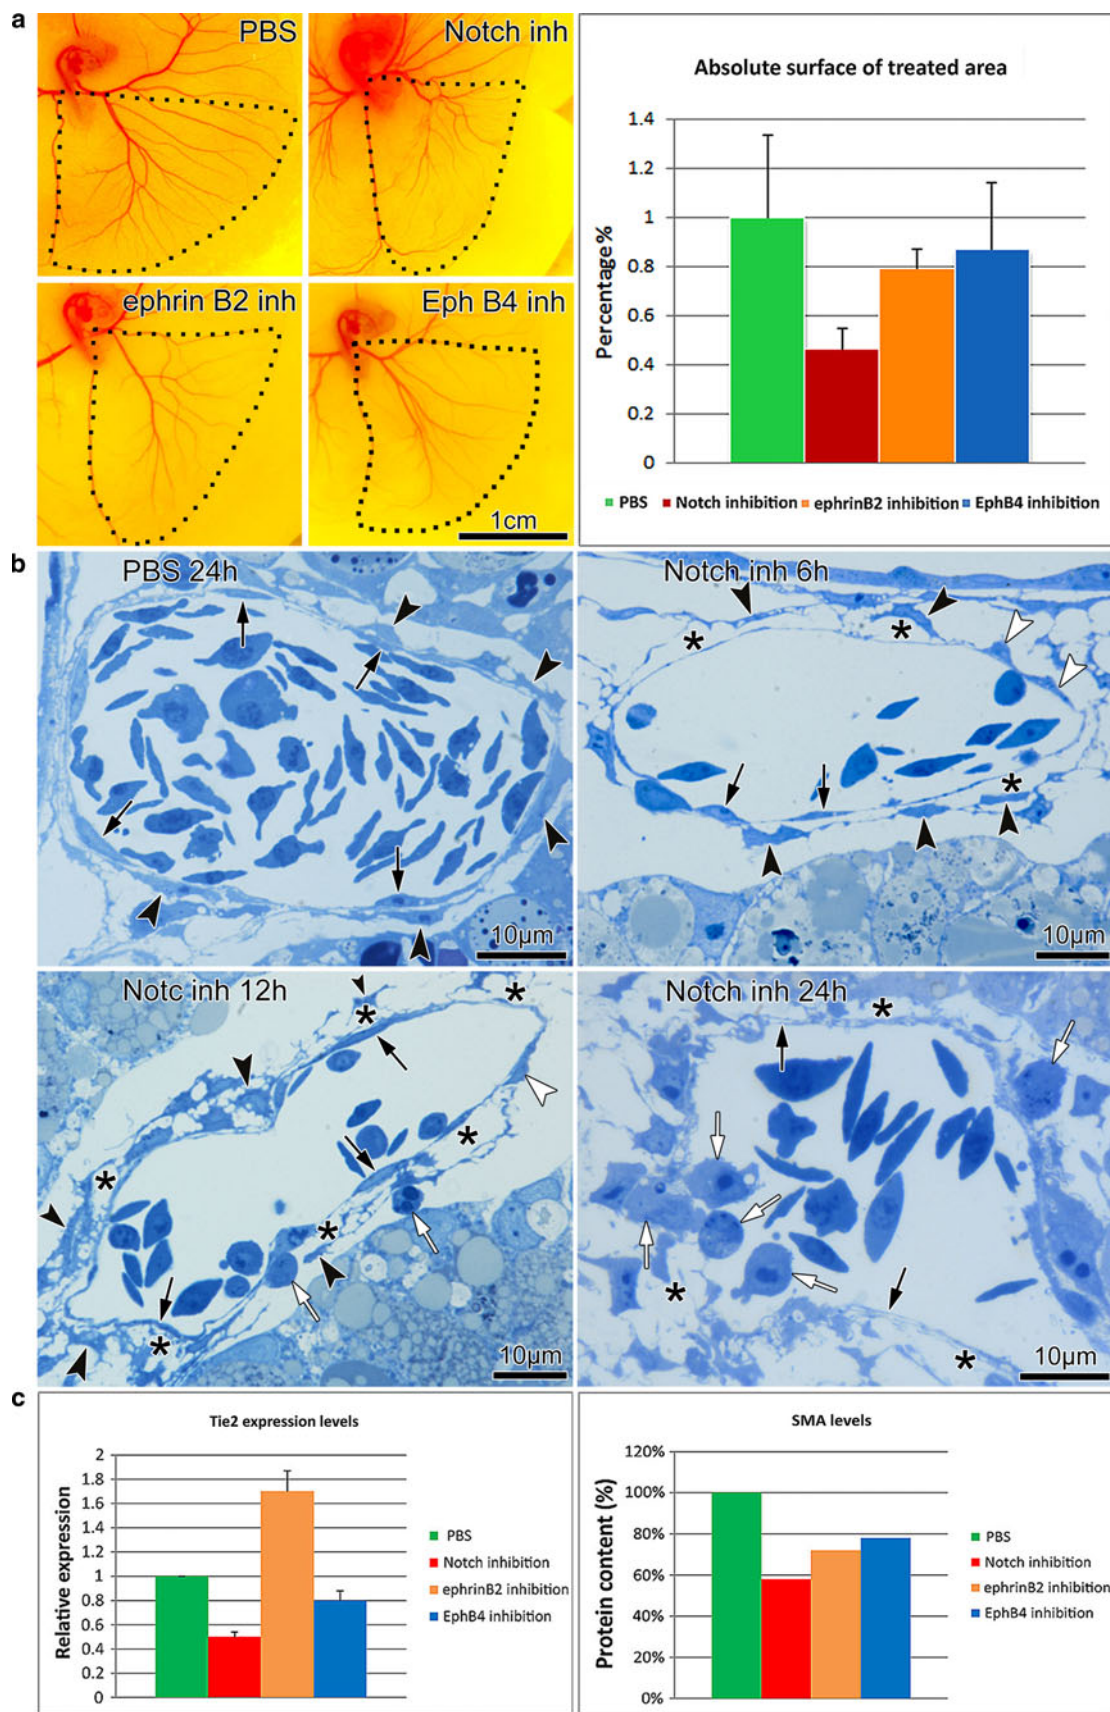 a
PBS
Notch inh
ephrin B2 inh
Eph B4 inh
1cm
Absolute surface of treated area
Percentage %
1.4
1.2
1
0.8
0.6
0.4
0.2
0
PBS
Notch inhibition
ephrinB2 inhibition
EphB4 inhibition
b
PBS 24h
*
*
*
10µm
Notch inh 6h
10µm
Notc inh 12h
*
*
*
*
*
*
10µm
Notch inh 24h
*
*
*
10µm
c
Tie2 expression levels
Relative expression
2
1.8
1.6
1.4
1.2
1
0.8
0.6
0.4
0.2
0
PBS
Notch inhibition
ephrinB2 inhibition
EphB4 inhibition
SMA levels
Protein content (%)
120%
100%
80%
60%
40%
20%
0%
PBS
Notch inhibition
ephrinB2 inhibition
EphB4 inhibition